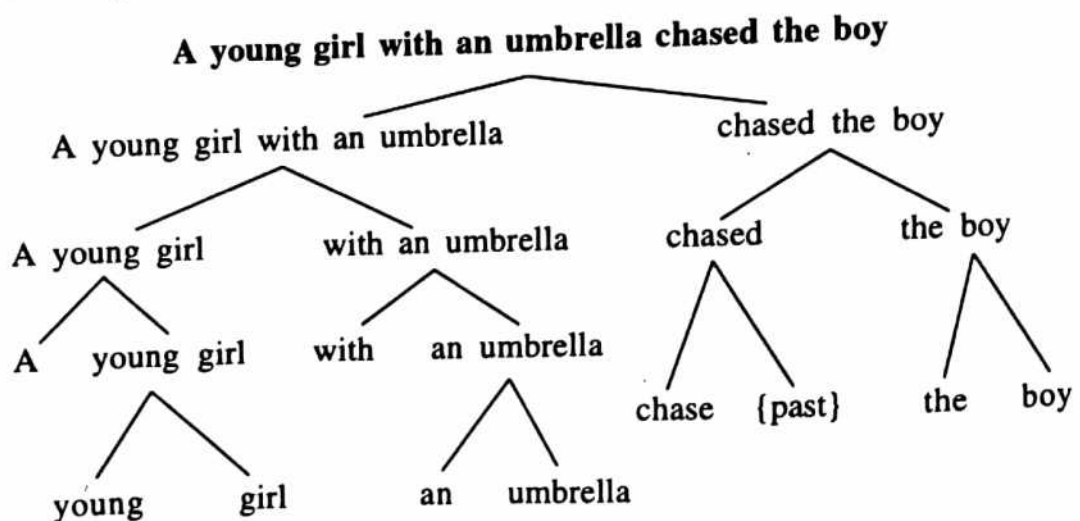 A young girl with an umbrella chased the boy
A young girl with an umbrella chased the boy
A young girl with an umbrella chased the boy
A young girl with an umbrella chase {past} the boy
young girl an umbrella